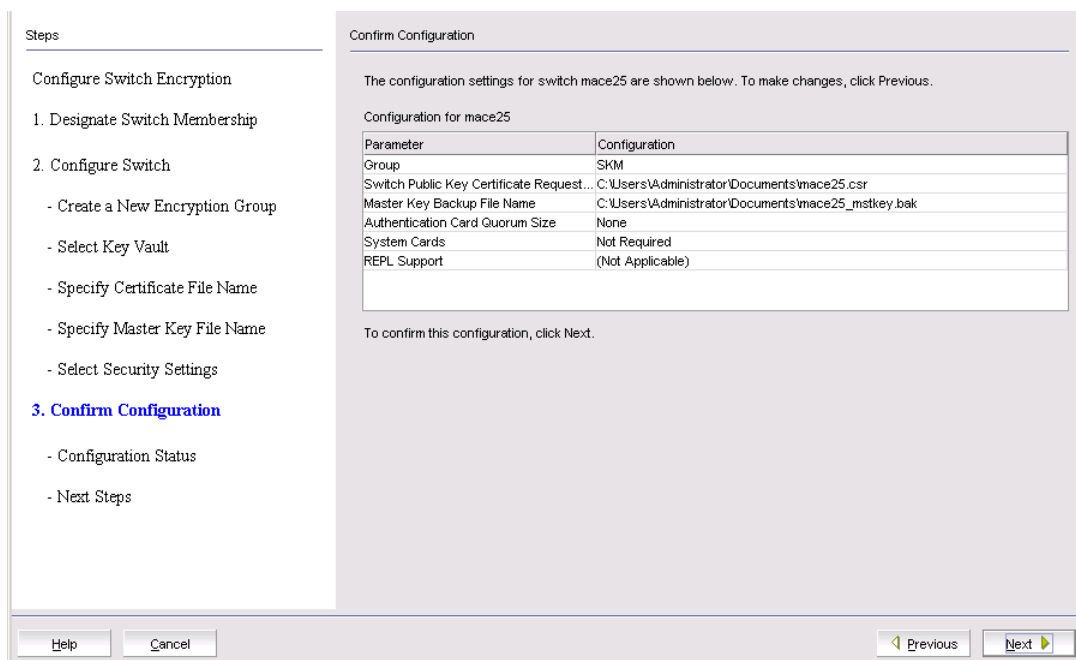 Steps
Configure Switch Encryption
1. Designate Switch Membership
2. Configure Switch
- Create a New Encryption Group
- Select Key Vault
- Specify Certificate File Name
- Specify Master Key File Name
- Select Security Settings
3. Confirm Configuration
- Configuration Status
- Next Steps
Confirm Configuration
The configuration settings for switch mace25 are shown below. To make changes, click Previous.
Configuration for mace25
Parameter Configuration
Group SKM
Switch Public Key Certificate Request... C:\Users\Administrator\Documents\mace25.csr
Master Key Backup File Name C:\Users\Administrator\Documents\mace25_mstkey.bak
Authentication Card Quorum Size None
System Cards Not Required
REPL Support (Not Applicable)
To confirm this configuration, click Next.
Help Cancel Previous Next